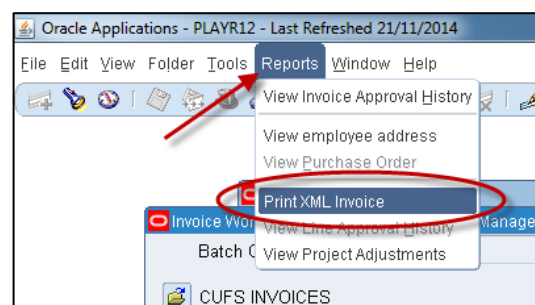 Oracle Applications - PLAYR12 - Last Refreshed 21/11/2014
File Edit View Folder Tools Reports Window Help
View Invoice Approval History
View employee address
View Purchase Order
Print XML Invoice
Invoice Wor
View Line Approval History
Manage
Batch
View Project Adjustments
CUFS INVOICES